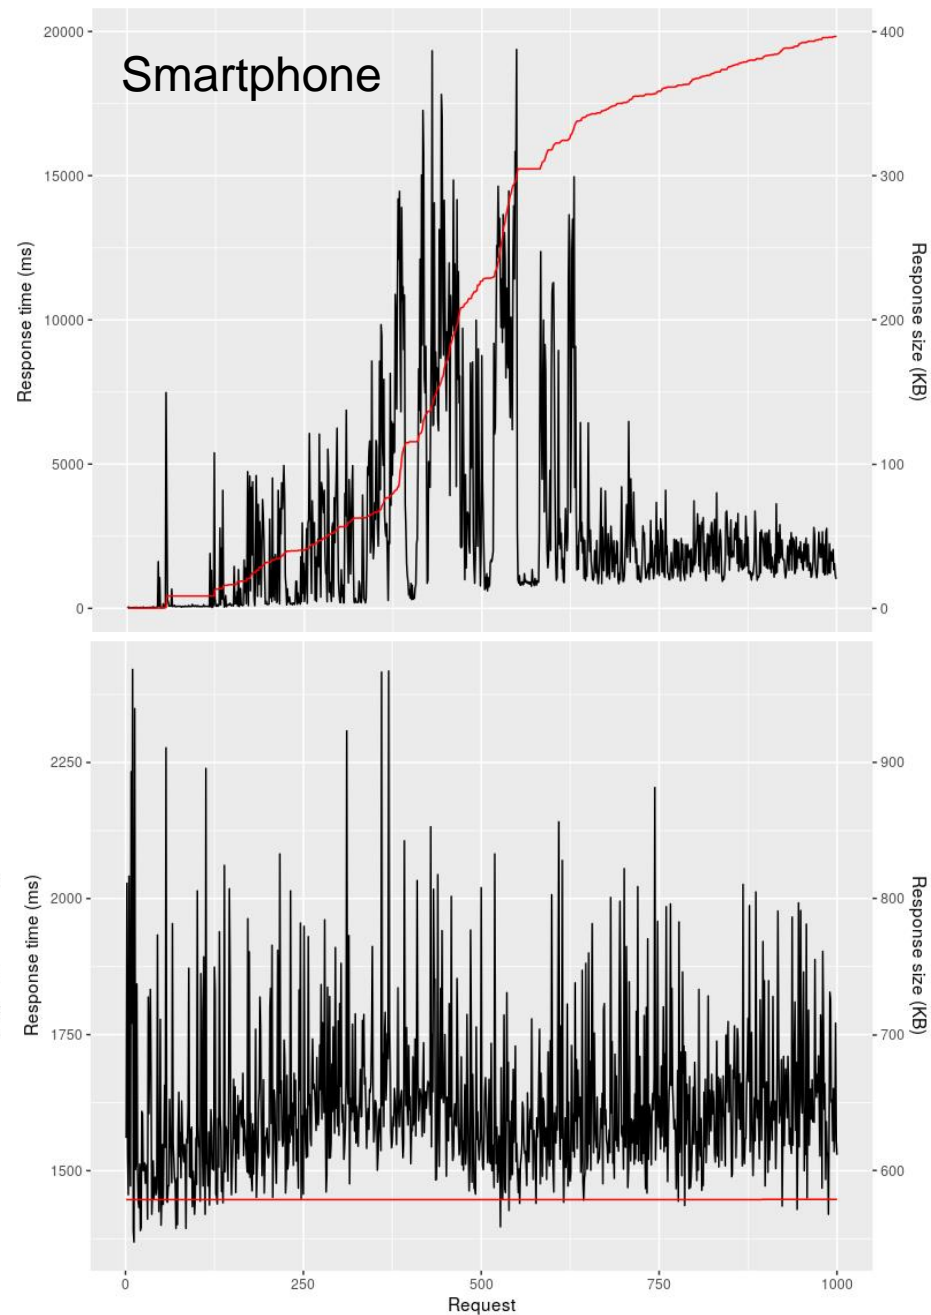 Smartphone
20000
15000
10000
5000
0
Response time (ms)
400
300
200
100
0
Response size (KB)
2250
2000
1750
1500
Response time (ms)
900
800
700
600
Response size (KB)
0 250 500 750 1000
Request